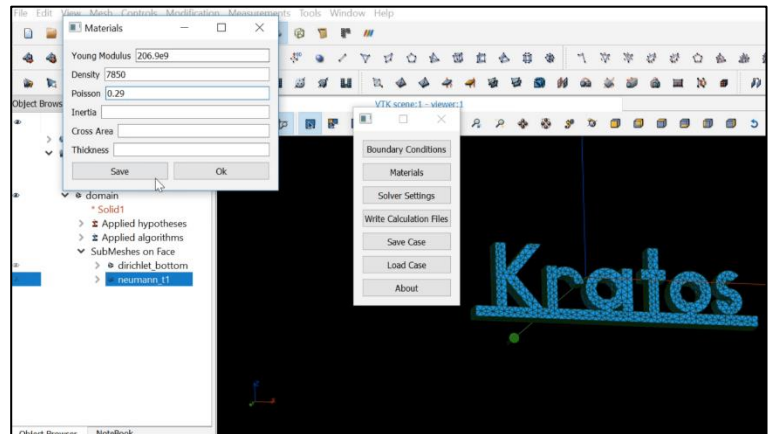 File Edit View Mesh Controls Modification Measurements Tools Window Help
Materials
Young Modulus 206.9e9
Density 7850
Poisson 0.29
Inertia
Cross Area
Thickness
Save Ok
Object Brows
VTK scene:1 - viewer:1
Boundary Conditions
Materials
Solver Settings
Write Calculation Files
Save Case
Load Case
About
domain
* Solid1
Applied hypotheses
Applied algorithms
SubMeshes on Face
dirichlet_bottom
neumann_t1
Kratos
Object Browser NoteBook